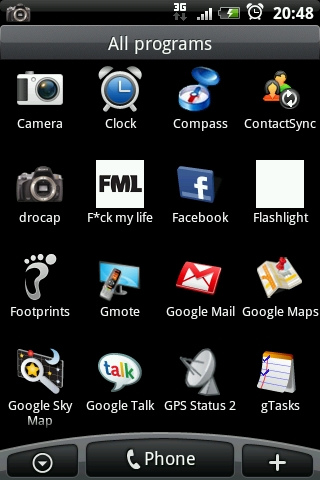 3G 20:48
All programs
Camera Clock Compass ContactSync
FML
drocap F*ck my life Facebook Flashlight
Footprints Gmote Google Mail Google Maps
talk
Google Sky Map Google Talk GPS Status 2 gTasks
Phone